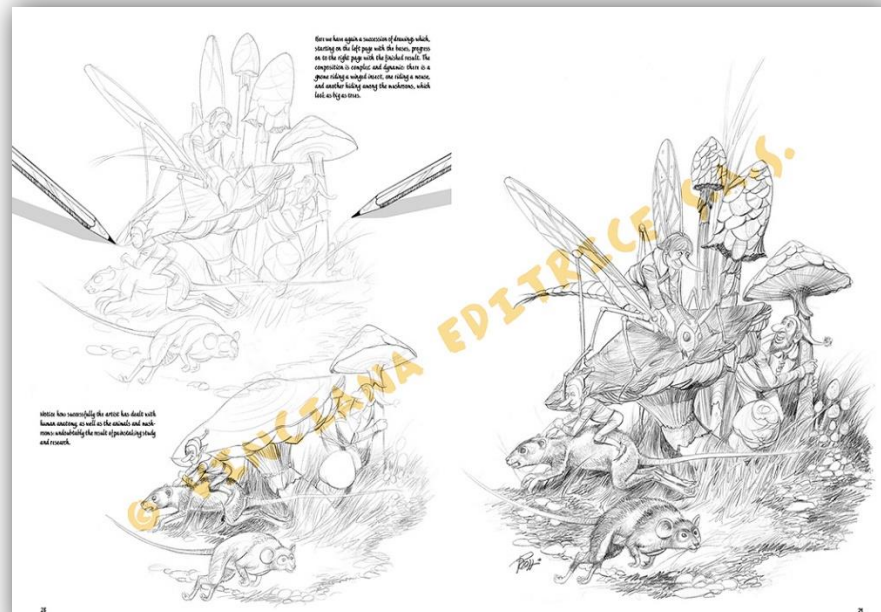 Here we have again a succession of drawings which,
starting on the left page with the bases, progress
on to the right page with the finished result. The
composition is complex and dynamic: there is a
gnome riding a winged insect, one riding a mouse,
and another hiding among the mushrooms, which
look as big as trees.
Notice how successfully the artist has dealt with
human anatomy, as well as the animals and mush-
rooms: undoubtedly the result of painstaking study
and research.
© VINCIANA EDITRICE S.A.S.
28
29